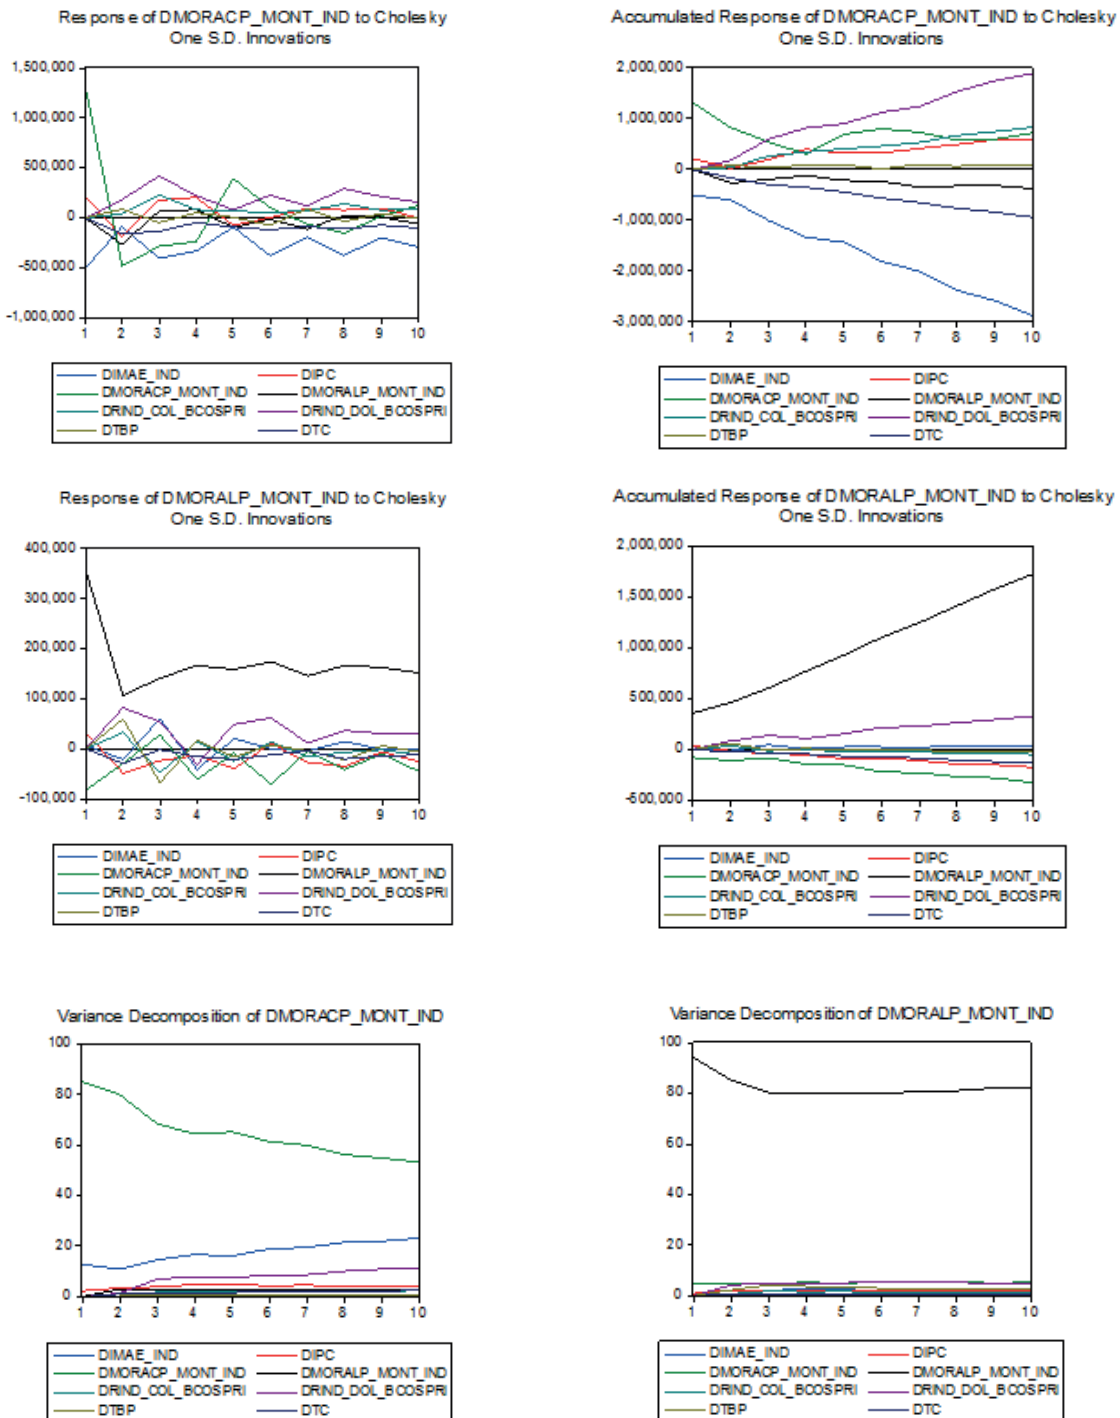 Response of DMORACP_MONT_IND to Cholesky
One S.D. Innovations
1,500,000
1,000,000
500,000
0
-500,000
-1,000,000
1 2 3 4 5 6 7 8 9 10
DIMAE_IND DIPC
DMORACP_MONT_IND DMORALP_MONT_IND
DRIND_COL_BCOSPRI DRIND_DOL_BCOSPRI
DTBP DTC
Accumulated Response of DMORACP_MONT_IND to Cholesky
One S.D. Innovations
2,000,000
1,000,000
0
-1,000,000
-2,000,000
-3,000,000
1 2 3 4 5 6 7 8 9 10
DIMAE_IND DIPC
DMORACP_MONT_IND DMORALP_MONT_IND
DRIND_COL_BCOSPRI DRIND_DOL_BCOSPRI
DTBP DTC
Response of DMORALP_MONT_IND to Cholesky
One S.D. Innovations
400,000
300,000
200,000
100,000
0
-100,000
1 2 3 4 5 6 7 8 9 10
DIMAE_IND DIPC
DMORACP_MONT_IND DMORALP_MONT_IND
DRIND_COL_BCOSPRI DRIND_DOL_BCOSPRI
DTBP DTC
Accumulated Response of DMORALP_MONT_IND to Cholesky
One S.D. Innovations
2,000,000
1,500,000
1,000,000
500,000
0
-500,000
1 2 3 4 5 6 7 8 9 10
DIMAE_IND DIPC
DMORACP_MONT_IND DMORALP_MONT_IND
DRIND_COL_BCOSPRI DRIND_DOL_BCOSPRI
DTBP DTC
Variance Decomposition of DMORACP_MONT_IND
100
80
60
40
20
0
1 2 3 4 5 6 7 8 9 10
DIMAE_IND DIPC
DMORACP_MONT_IND DMORALP_MONT_IND
DRIND_COL_BCOSPRI DRIND_DOL_BCOSPRI
DTBP DTC
Variance Decomposition of DMORALP_MONT_IND
100
80
60
40
20
0
1 2 3 4 5 6 7 8 9 10
DIMAE_IND DIPC
DMORACP_MONT_IND DMORALP_MONT_IND
DRIND_COL_BCOSPRI DRIND_DOL_BCOSPRI
DTBP DTC